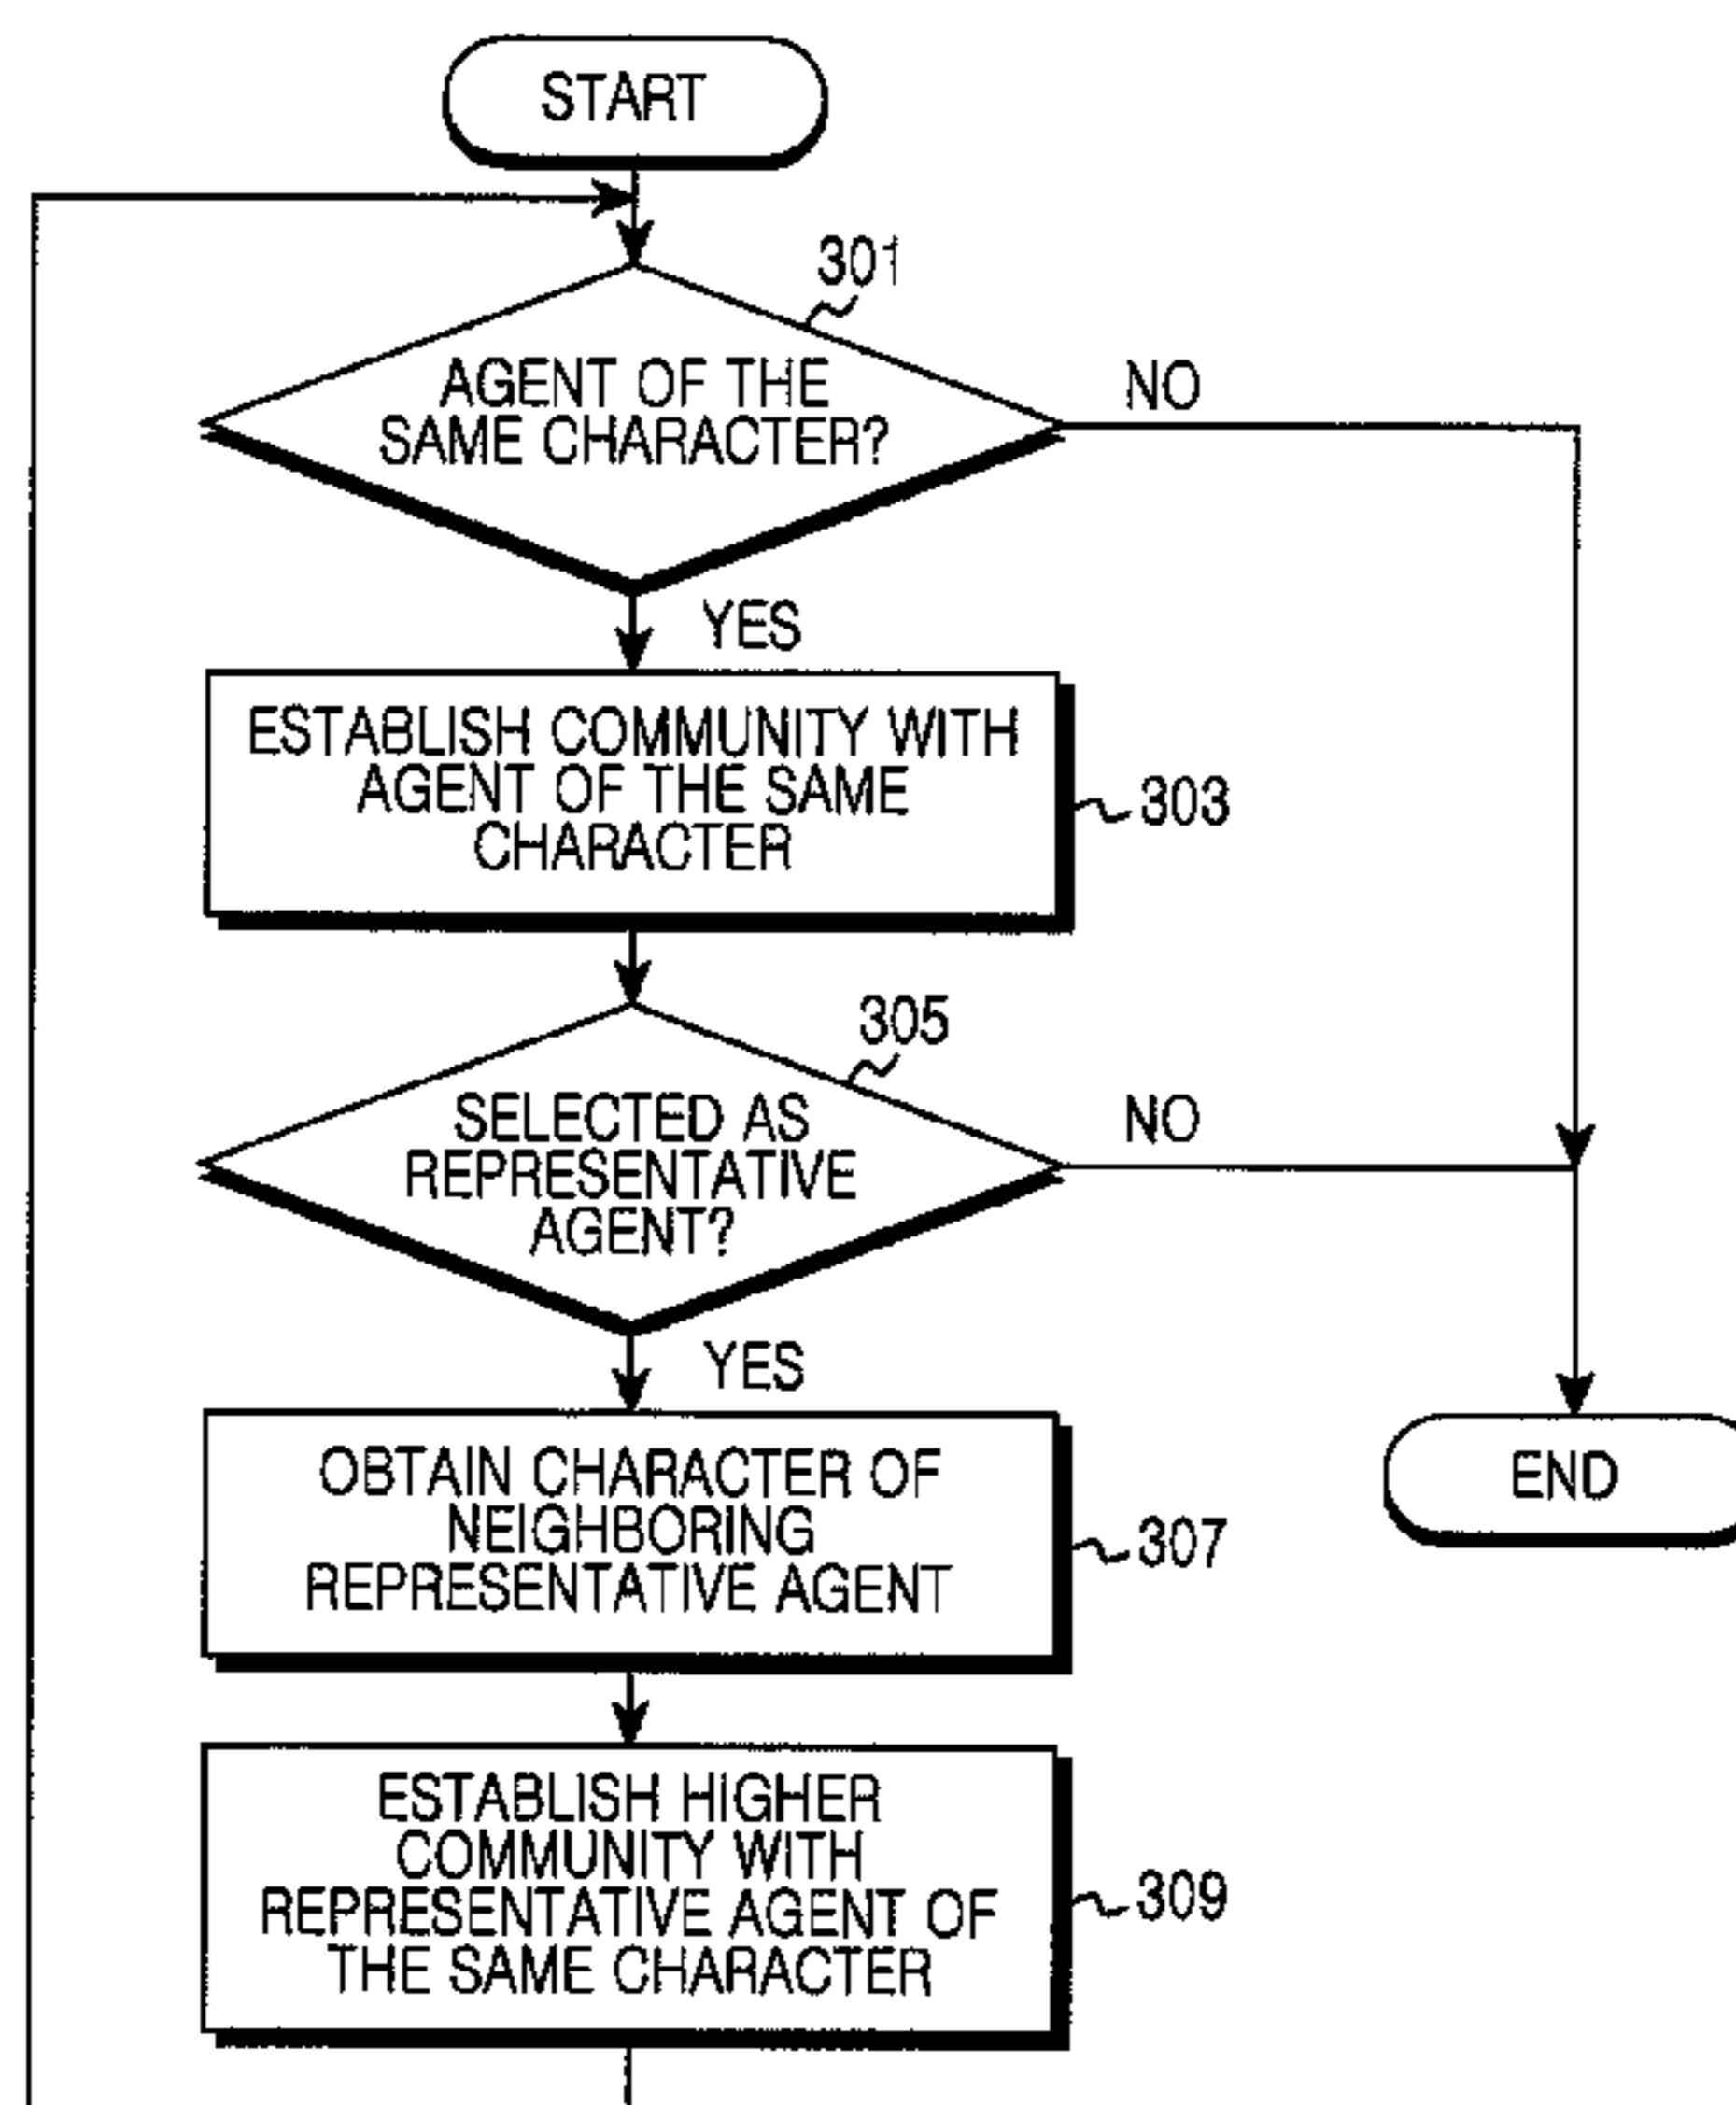 START
301
AGENT OF THE
SAME CHARACTER?
NO
YES
ESTABLISH COMMUNITY WITH
AGENT OF THE SAME
CHARACTER
303
305
SELECTED AS
REPRESENTATIVE
AGENT?
NO
YES
OBTAIN CHARACTER OF
NEIGHBORING
REPRESENTATIVE AGENT
307
END
ESTABLISH HIGHER
COMMUNITY WITH
REPRESENTATIVE AGENT OF
THE SAME CHARACTER
309